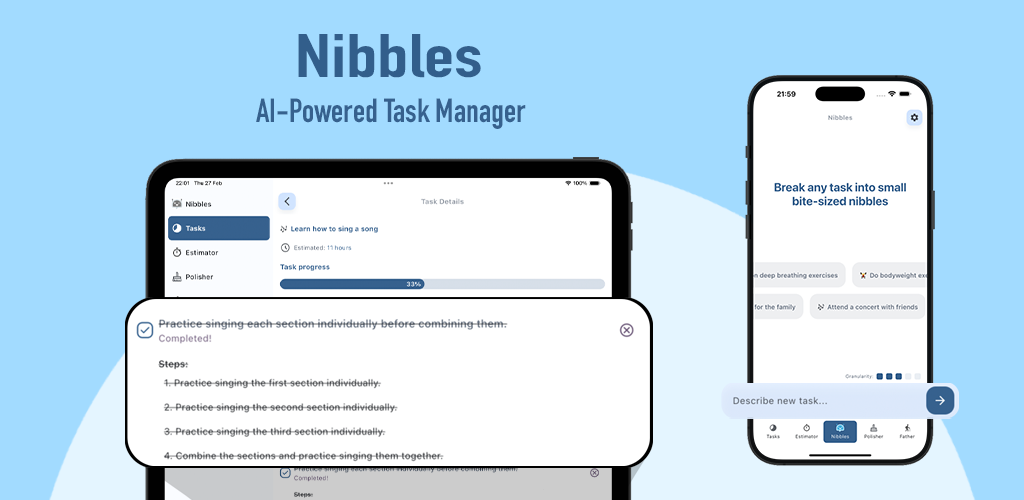 Nibbles
AI-Powered Task Manager
22:01 Thu 27 Feb
100%
Nibbles
Tasks
Estimator
Polisher
Task Details
Learn how to sing a song
Estimated: 11 hours
Task progress
33%
Practice singing each section individually before combining them.
Completed!
Steps:
1. Practice singing the first section individually.
2. Practice singing the second section individually.
3. Practice singing the third section individually.
4. Combine the sections and practice singing them together.
Practice singing each section individually before combining them.
Completed!
Steps:
21:59
Nibbles
Break any task into small
bite-sized nibbles
deep breathing exercises
Do bodyweight
for the family
Attend a concert with friends
Granularity:
Describe new task...
Tasks
Estimator
Nibbles
Polisher
Father